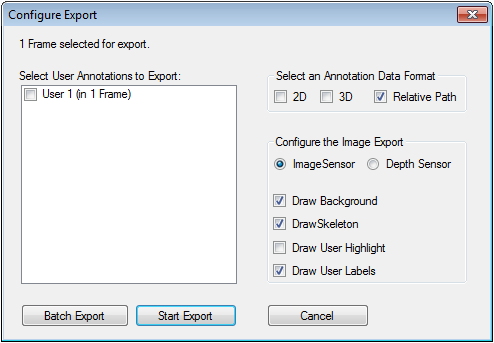 Configure Export
1 Frame selected for export.
Select User Annotations to Export:
User 1 (in 1 Frame)
Select an Annotation Data Format
2D 3D Relative Path
Configure the Image Export
ImageSensor Depth Sensor
Draw Background
DrawSkeleton
Draw User Highlight
Draw User Labels
Batch Export Start Export Cancel